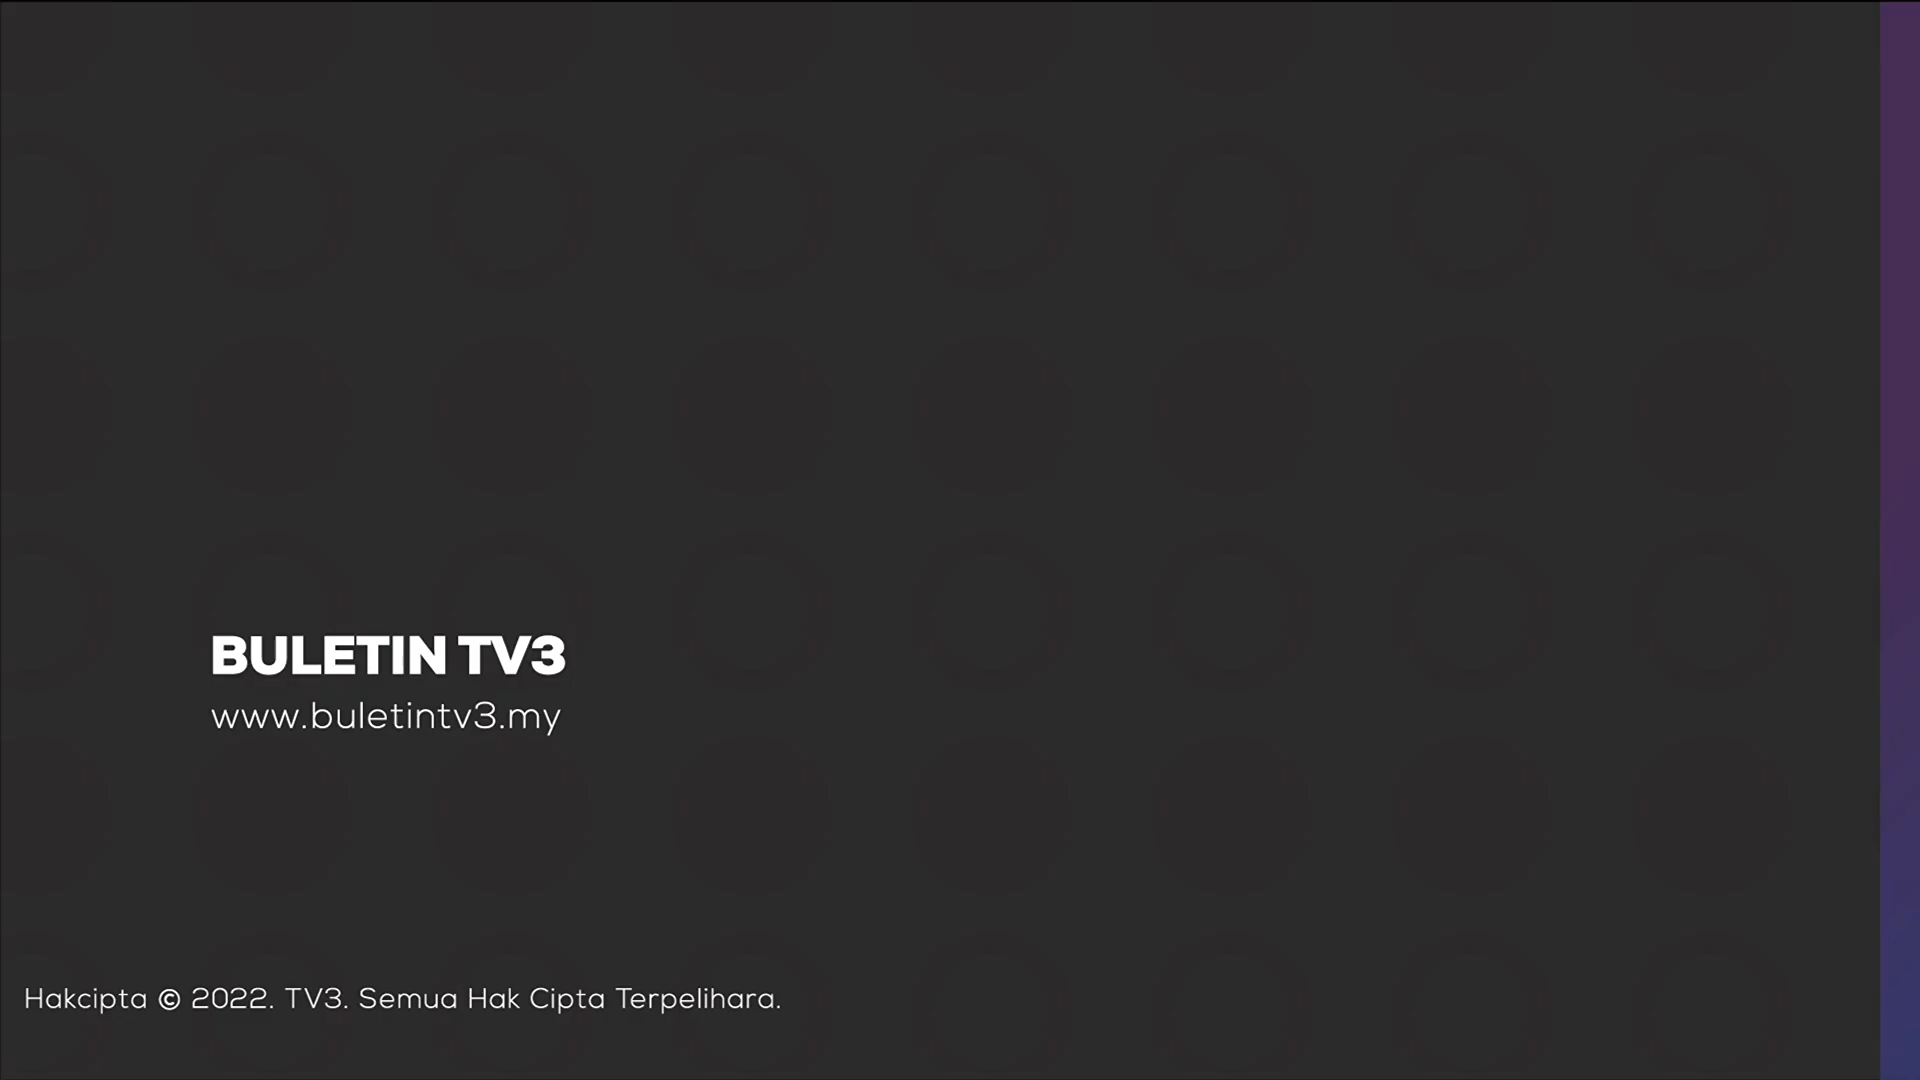 BULETIN TV3
www.buletintv3.my
Hakcipta © 2022. TV3. Semua Hak Cipta Terpelihara.